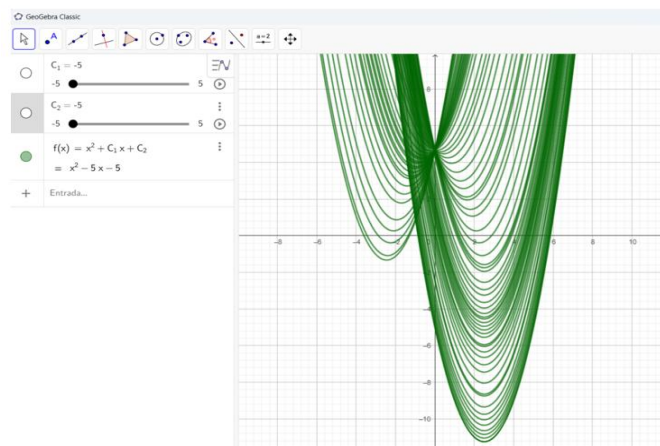 GeoGebra Classic
A
a=2
C₁ = -5
-5
5
C₂ = -5
-5
5
f(x) = x² + C₁ x + C₂
= x² − 5 x − 5
+ Entrada...
8
-8
-6
-4
2
4
6
8
10
-4
-6
-8
-10